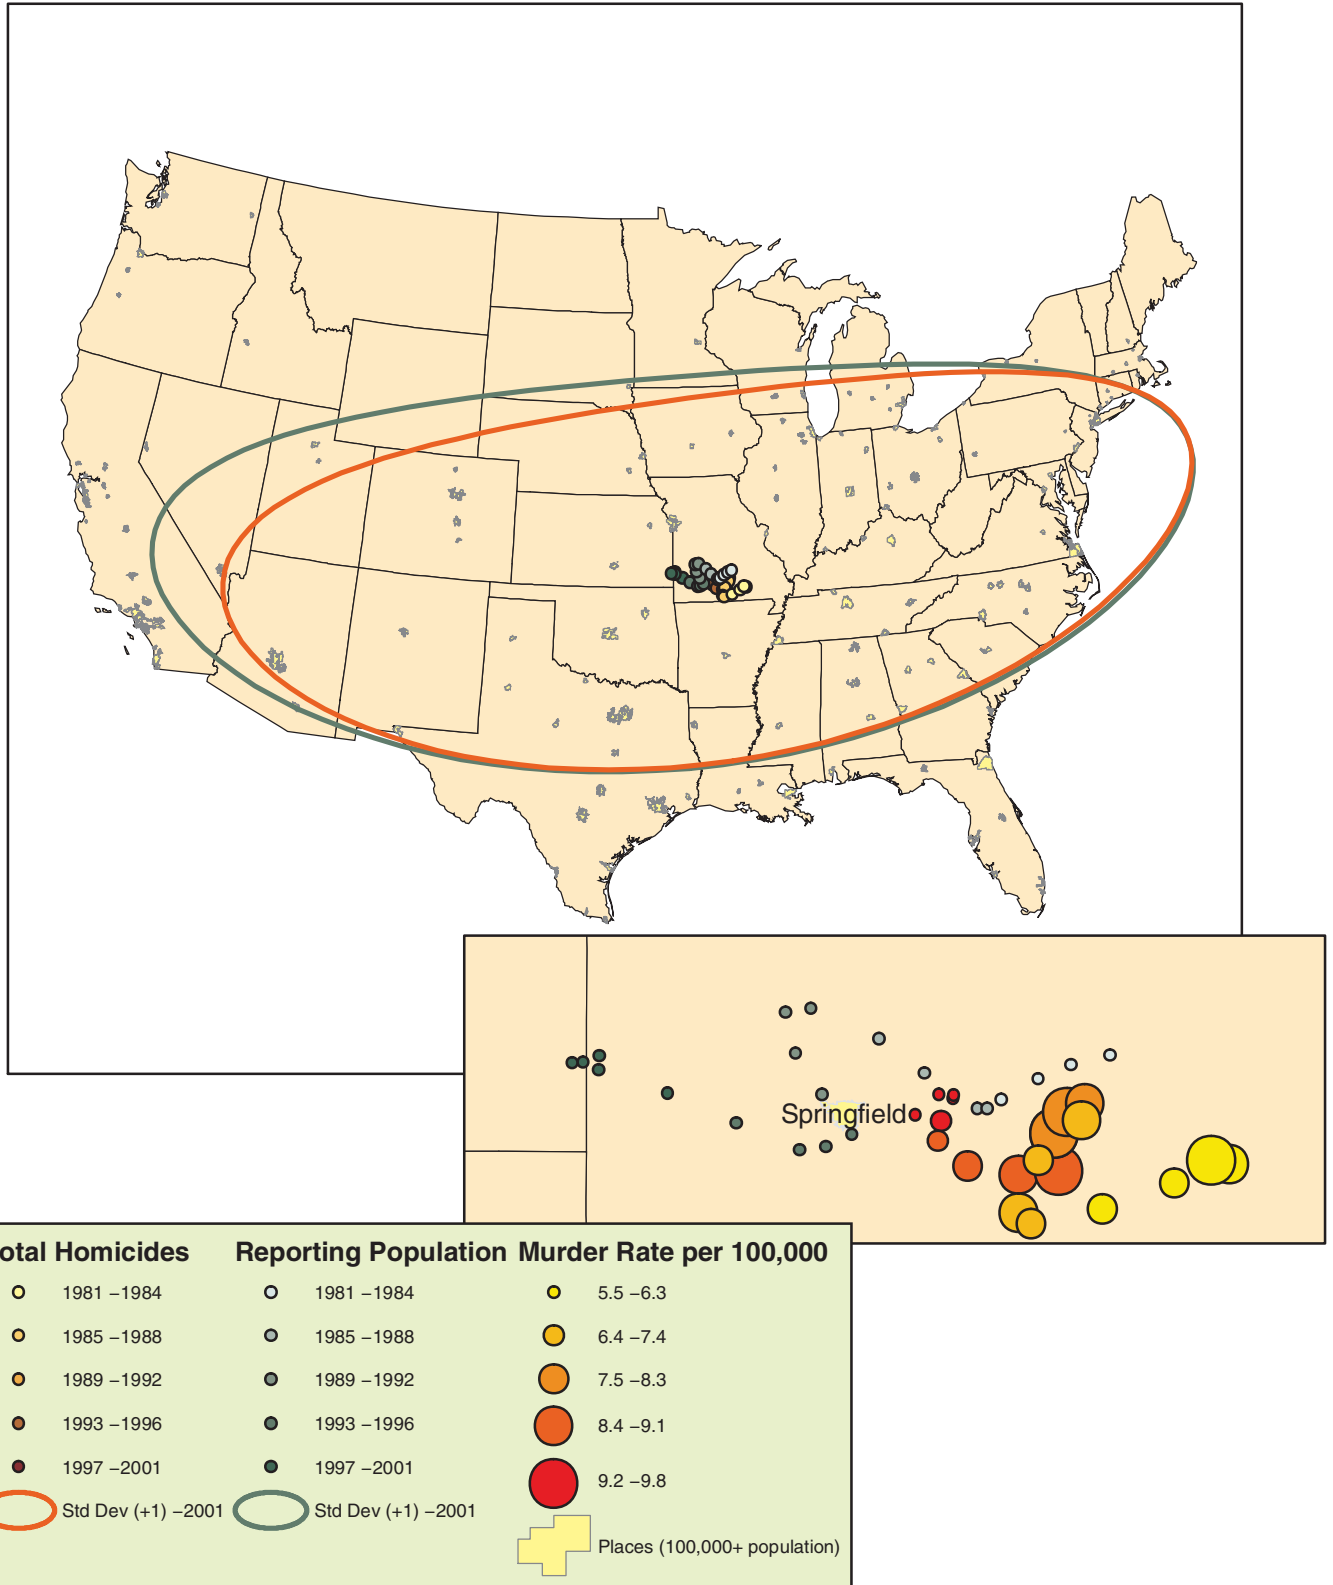 Springfield
otal Homicides
1981 –1984
1985 –1988
1989 –1992
1993 –1996
1997 –2001
Std Dev (+1) –2001
Reporting Population
1981 –1984
1985 –1988
1989 –1992
1993 –1996
1997 –2001
Std Dev (+1) –2001
Murder Rate per 100,000
5.5 –6.3
6.4 –7.4
7.5 –8.3
8.4 –9.1
9.2 –9.8
Places (100,000+ population)